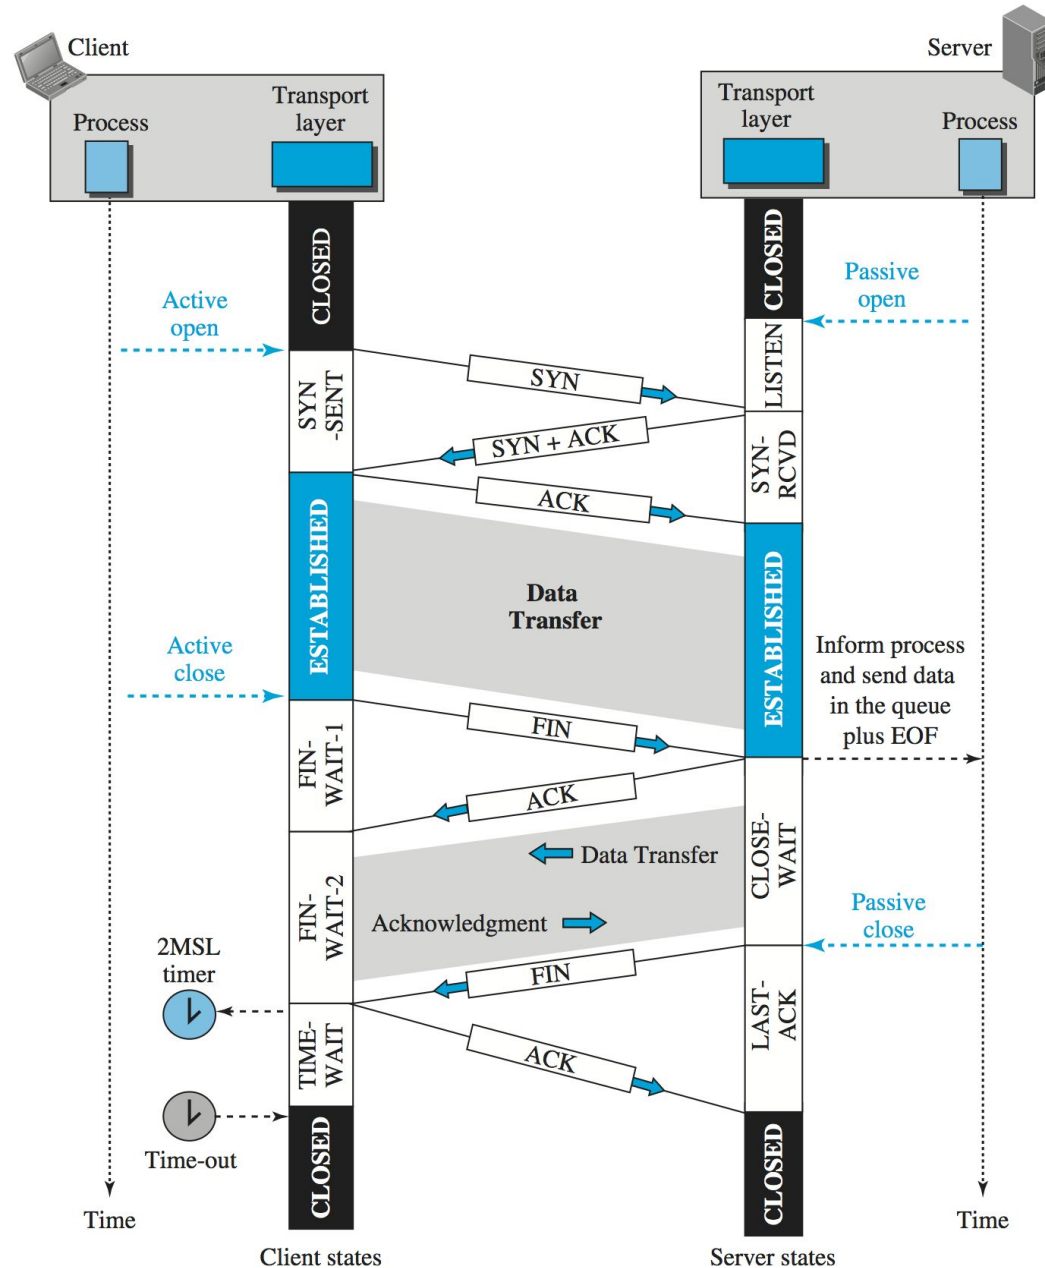 Client
Server
Process
Transport
layer
Transport
layer
Process
CLOSED
CLOSED
Active
open
Passive
open
LISTEN
SYN
SYN
-SENT
SYN + ACK
SYN-
RCVD
ACK
ESTABLISHED
ESTABLISHED
Data
Transfer
Active
close
Inform process
and send data
in the queue
plus EOF
FIN
FIN-
WAIT-1
ACK
CLOSE-
WAIT
Data Transfer
FIN-
WAIT-2
Acknowledgment
Passive
close
2MSL
timer
FIN
LAST-
ACK
TIME-
WAIT
ACK
Time-out
CLOSED
CLOSED
Time
Time
Client states
Server states